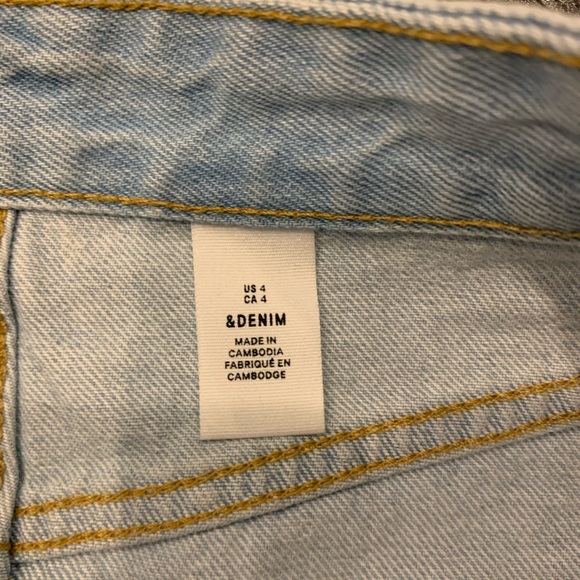 US 4
CA 4
&DENIM
MADE IN
CAMBODIA
FABRIQUÉ EN
CAMBODGE